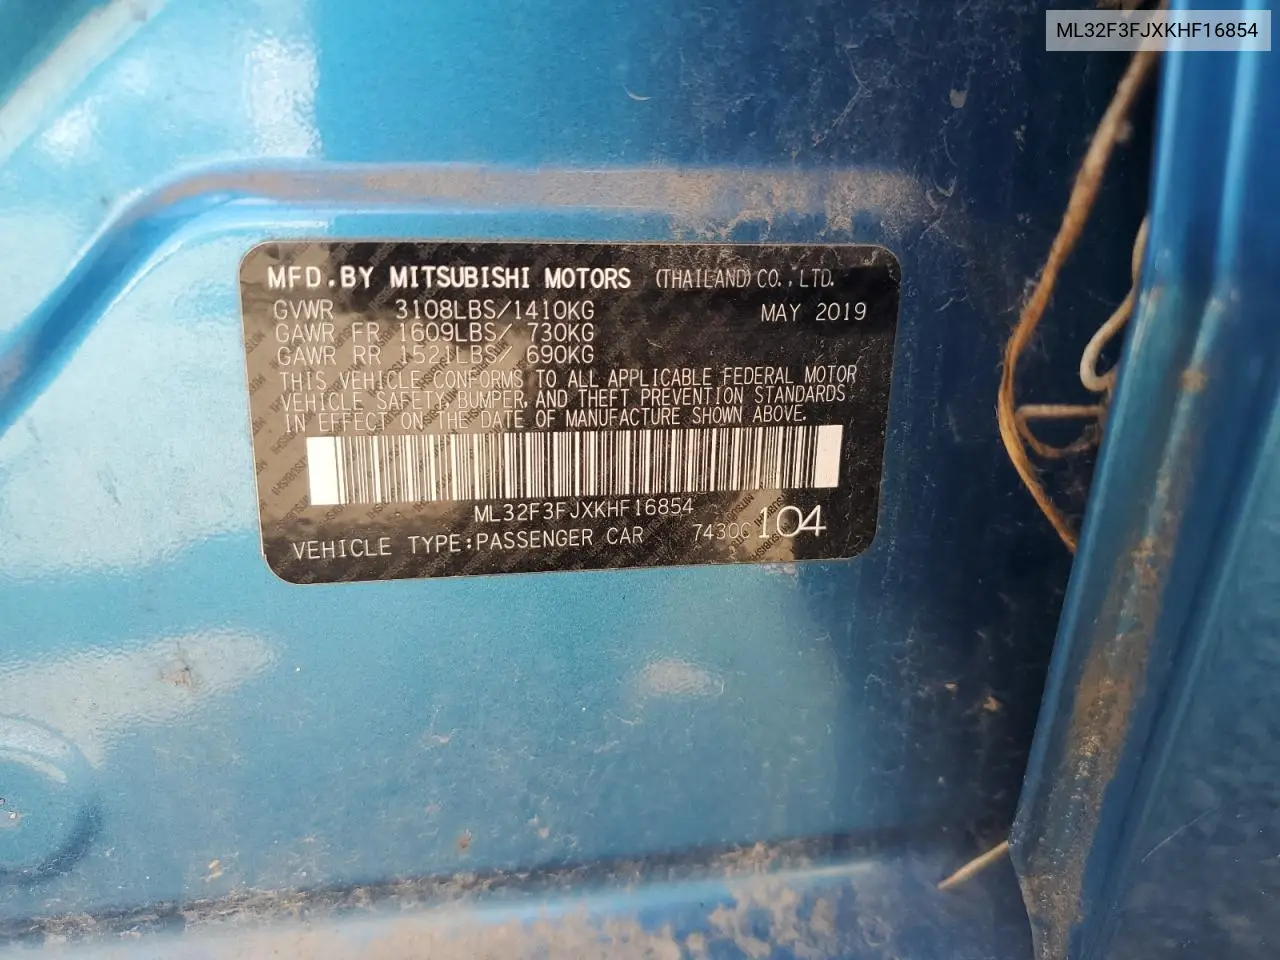 ML32F3FJXKHF16854
MFD.BY MITSUBISHI MOTORS (THAILAND) CO.,LTD.
GVWR 3108LBS/1410KG MAY 2019
GAWR FR 1609LBS/ 730KG
GAWR RR 1521LBS/ 690KG
THIS VEHICLE CONFORMS TO ALL APPLICABLE FEDERAL MOTOR
VEHICLE SAFETY, BUMPER, AND THEFT PREVENTION STANDARDS
IN EFFECT ON THE DATE OF MANUFACTURE SHOWN ABOVE.
ML32F3FJXKHF16854
VEHICLE TYPE:PASSENGER CAR 7430G 104